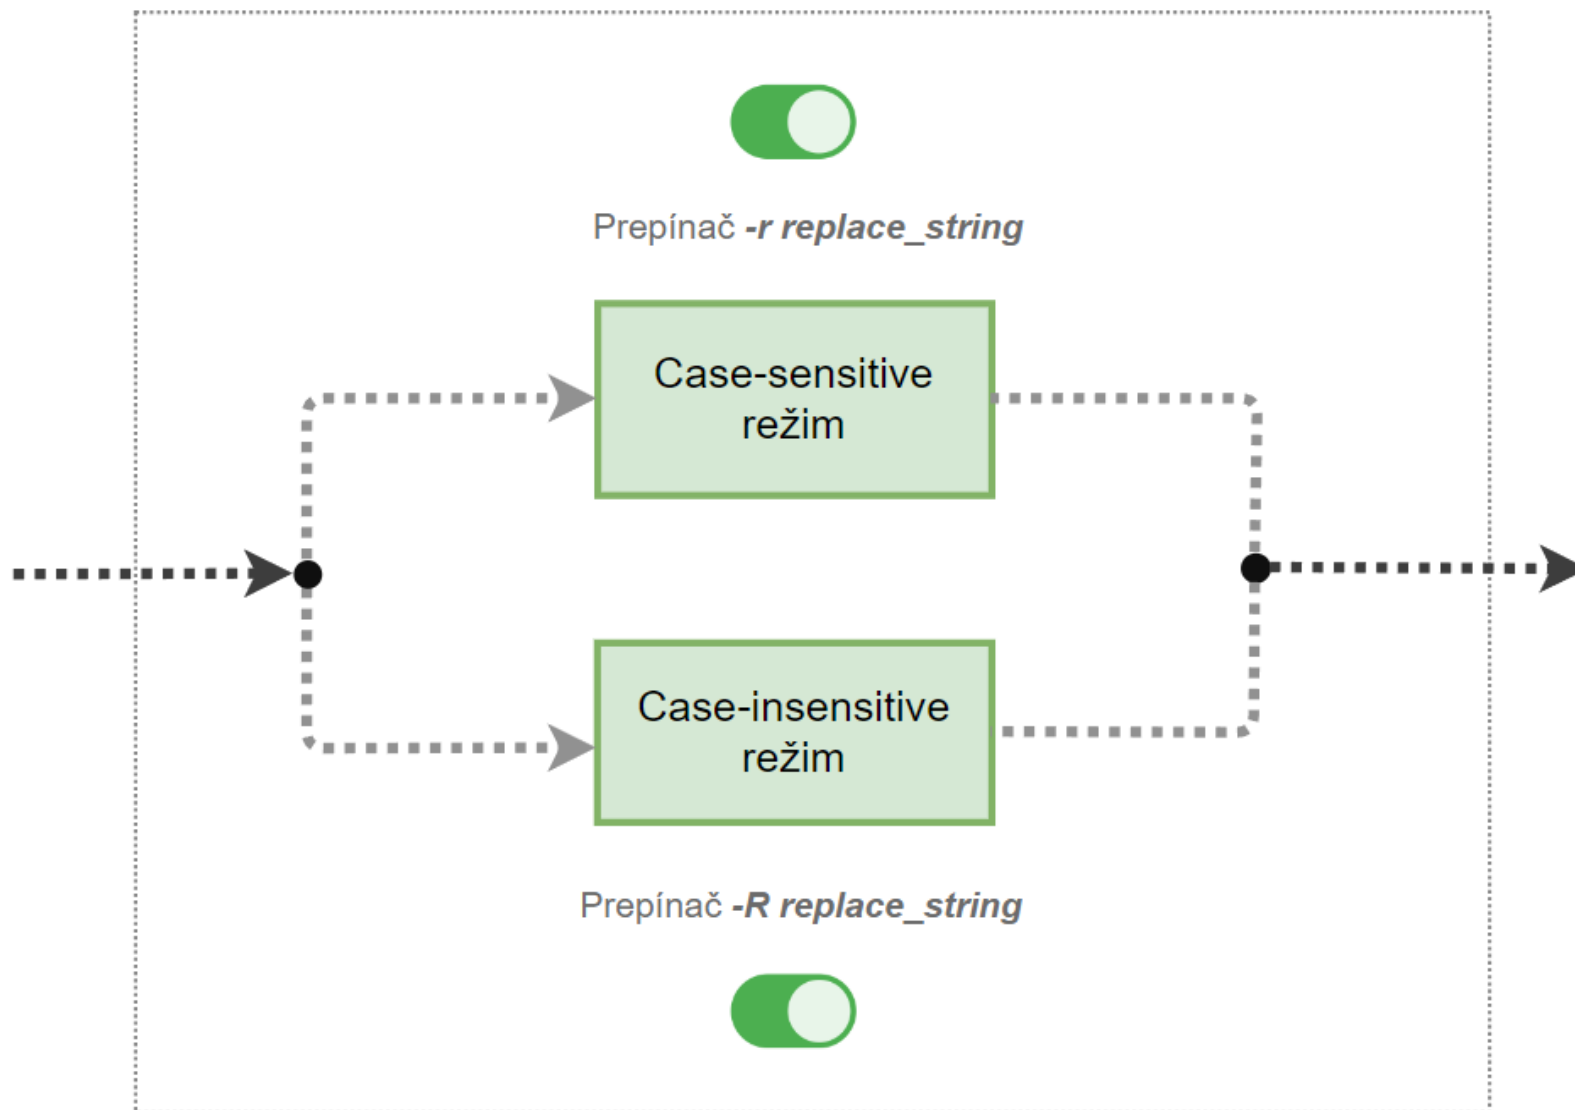 Prepínač -r replace_string
Case-sensitive
režim
Case-insensitive
režim
Prepínač -R replace_string